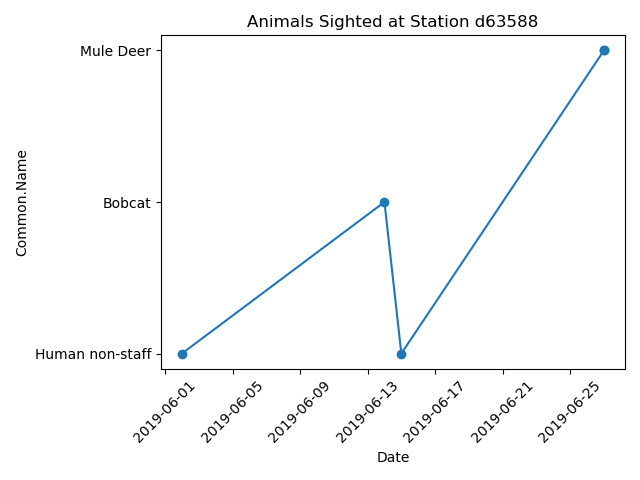 Animals Sighted at Station d63588
Mule Deer
Bobcat
Human non-staff
Common.Name
2019-06-01
2019-06-05
2019-06-09
2019-06-13
2019-06-17
2019-06-21
2019-06-25
Date